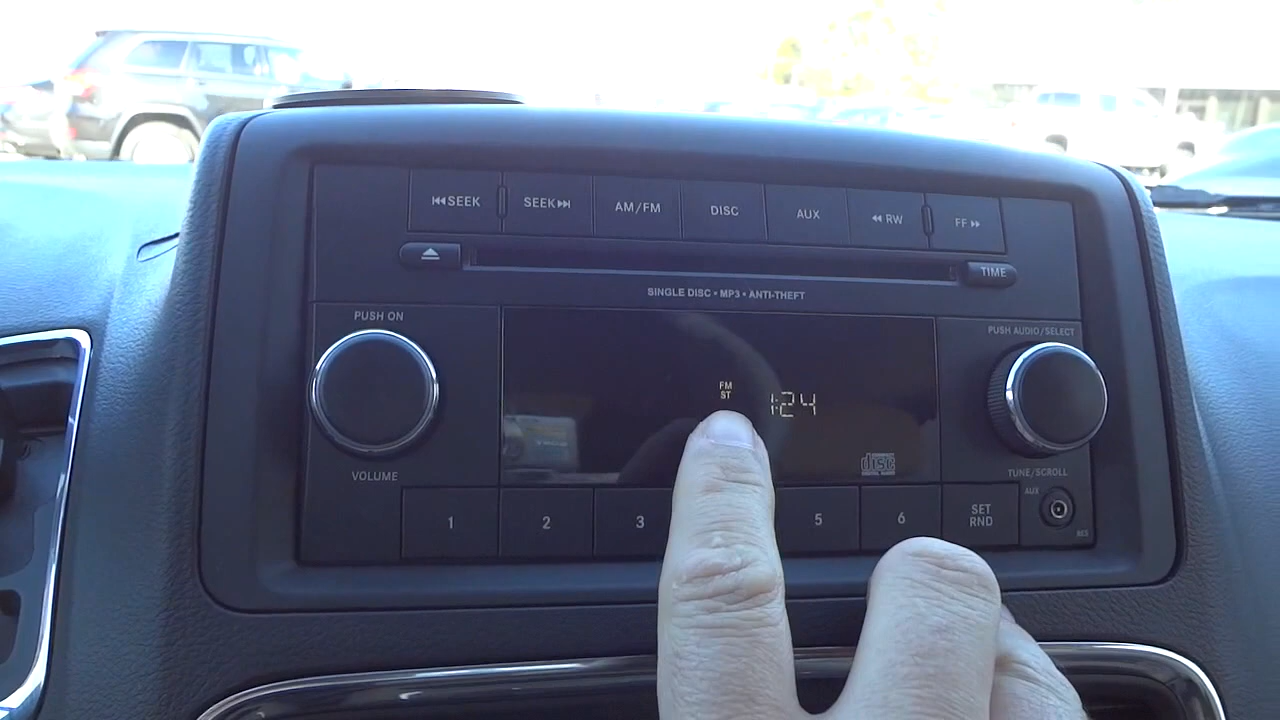 SEEK
SEEK
AM/FM
DISC
AUX
RW
FF
TIME
SINGLE DISC • MP3 • ANTI-THEFT
PUSH ON
PUSH AUDIO/SELECT
FM
ST
1:24
disc
VOLUME
TUNE/SCROLL
AUX
1
2
3
5
6
SET
RND
RES